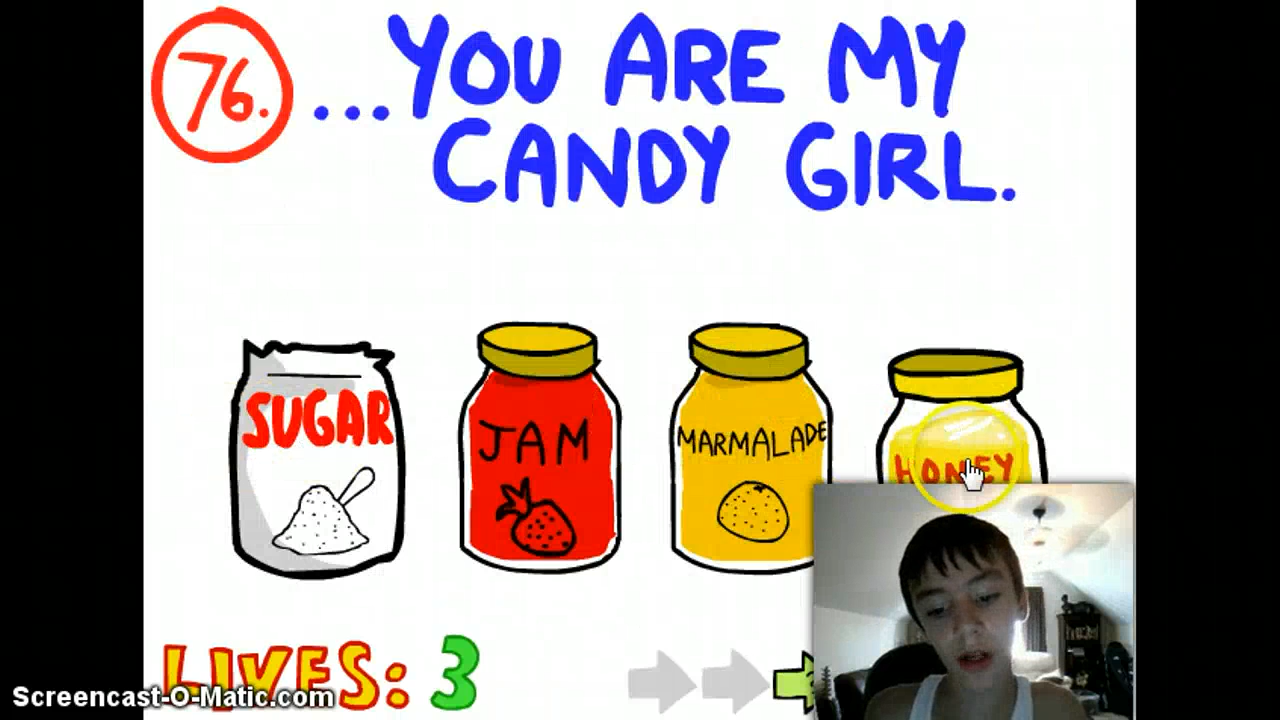 76.
...YOU ARE MY
CANDY GIRL.
SUGAR
JAM
MARMALADE
HONEY
LIVES: 3
Screencast-O-Matic.com